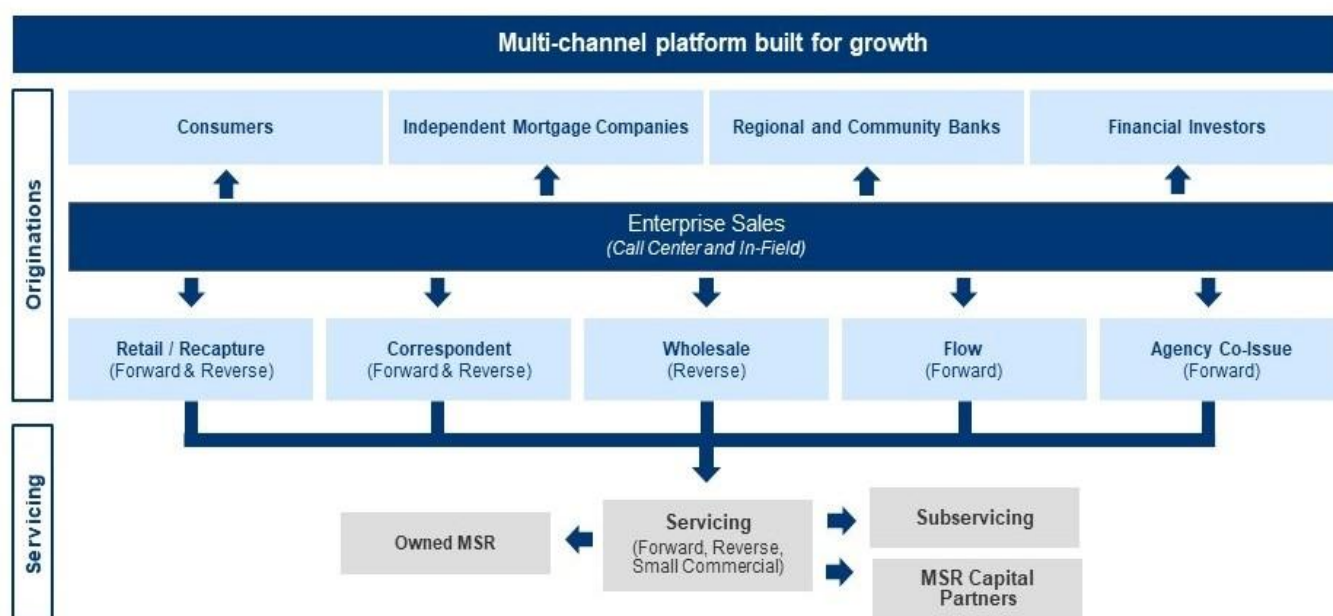 Multi-channel platform built for growth
Originations
Consumers
Independent Mortgage Companies
Regional and Community Banks
Financial Investors
Enterprise Sales
(Call Center and In-Field)
Retail / Recapture
(Forward & Reverse)
Correspondent
(Forward & Reverse)
Wholesale
(Reverse)
Flow
(Forward)
Agency Co-Issue
(Forward)
Servicing
Owned MSR
Servicing
(Forward, Reverse,
Small Commercial)
Subservicing
MSR Capital
Partners